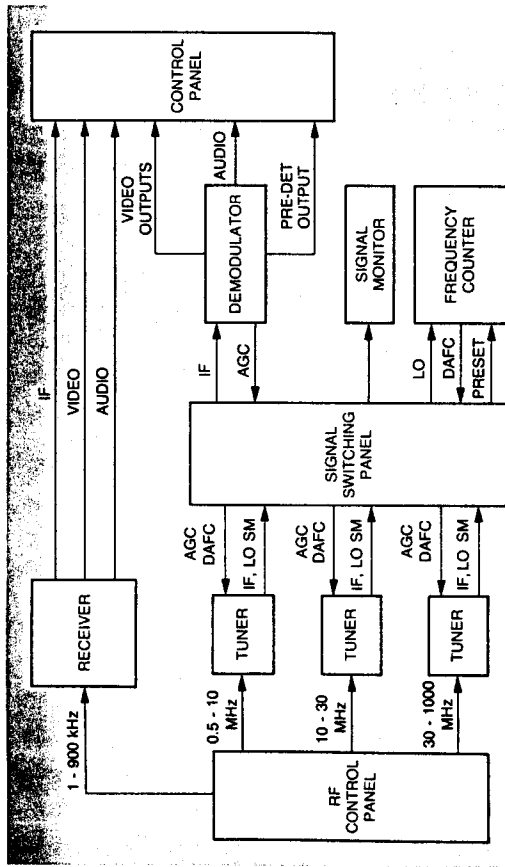 1 - 900 kHz
RECEIVER
IF
VIDEO
AUDIO
CONTROL
PANEL
VIDEO
OUTPUTS
AUDIO
PRE-DET
OUTPUT
DEMODULATOR
IF
AGC
SIGNAL
MONITOR
FREQUENCY
COUNTER
LO
DAFC
PRESET
SIGNAL
SWITCHING
PANEL
AGC
DAFC
IF, LO SM
TUNER
0.5 - 10
MHz
AGC
DAFC
IF, LO SM
TUNER
10 - 30
MHz
AGC
DAFC
IF, LO SM
TUNER
30 - 1000
MHz
RF
CONTROL
PANEL